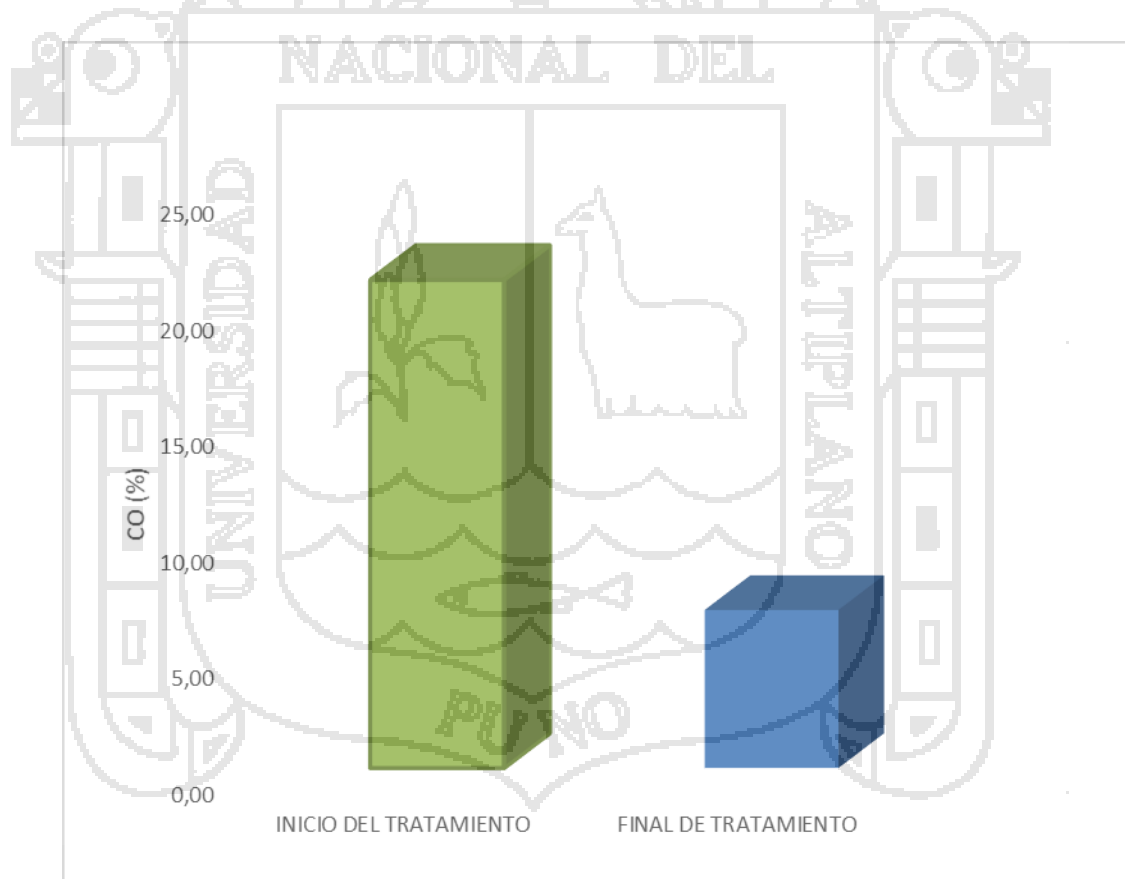 NACIONAL DEL
UNIVERSIDAD
ALTIPLANO
PUNO
25,00
20,00
15,00
10,00
5,00
0,00
CO (%)
INICIO DEL TRATAMIENTO
FINAL DE TRATAMIENTO